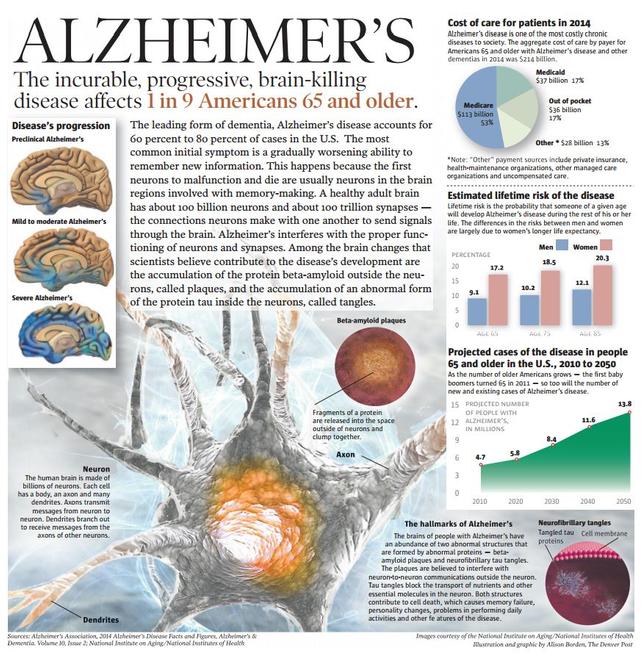 ALZHEIMER'S
The incurable, progressive, brain-killing
disease affects 1 in 9 Americans 65 and older.
Disease's progression
Preclinical Alzheimer's
Mild to moderate Alzheimer's
Severe Alzheimer's
The leading form of dementia, Alzheimer's disease accounts for
60 percent to 80 percent of cases in the U.S. The most
common initial symptom is a gradually worsening ability to
remember new information. This happens because the first
neurons to malfunction and die are usually neurons in the brain
regions involved with memory-making. A healthy adult brain
has about 100 billion neurons and about 100 trillion synapses —
the connections neurons make with one another to send signals
through the brain. Alzheimer's interferes with the proper func-
tioning of neurons and synapses. Among the brain changes that
scientists believe contribute to the disease's development are
the accumulation of the protein beta-amyloid outside the neu-
rons, called plaques, and the accumulation of an abnormal form
of the protein tau inside the neurons, called tangles.
Beta-amyloid plaques
Fragments of a protein
are released into the space
outside of neurons and
clump together.
Axon
Neuron
The human brain is made of
billions of neurons. Each cell
has a body, an axon and many
dendrites. Axons transmit
messages from neuron to
neuron. Dendrites branch out
to receive messages from the
axons of other neurons.
Dendrites
Cost of care for patients in 2014
Alzheimer's disease is one of the most costly chronic
diseases to society. The aggregate cost of care by payer for
Americans 65 and older with Alzheimer's disease and other
dementias in 2014 was $214 billion.
Medicaid
$37 billion 17%
Out of pocket
$36 billion
17%
Medicare
$113 billion
53%
Other * $28 billion 13%
*Note: "Other" payment sources include private insurance,
health-maintenance organizations, other managed care
organizations and uncompensated care.
Estimated lifetime risk of the disease
Lifetime risk is the probability that someone of a given age
will develop Alzheimer's disease during the rest of his or her
life. The differences in the risks between men and women
are largely due to women's longer life expectancy.
Men Women
PERCENTAGE
20
15
10
5
0
9.1 17.2
10.2 18.5
12.1 20.3
AGE 65 AGE 75 AGE 85
Projected cases of the disease in people
65 and older in the U.S., 2010 to 2050
As the number of older Americans grows — the first baby
boomers turned 65 in 2011 — so too will the number of
new and existing cases of Alzheimer's disease.
PROJECTED NUMBER
OF PEOPLE WITH
ALZHEIMER'S,
IN MILLIONS
15
12
9
6
3
0
4.7 5.8 8.4 11.6 13.8
2010 2020 2030 2040 2050
The hallmarks of Alzheimer's
The brains of people with Alzheimer's have
an abundance of two abnormal structures that
are formed by abnormal proteins — beta-
amyloid plaques and neurofibrillary tau tangles.
The plaques are believed to interfere with
neuron-to-neuron communications outside the neuron.
Tau tangles block the transport of nutrients and other
essential molecules in the neuron. Both structures
contribute to cell death, which causes memory failure,
personality changes, problems in performing daily
activities and other fe atures of the disease.
Neurofibrillary tangles
Tangled tau
proteins
Cell membrane
Sources: Alzheimer's Association, 2014 Alzheimer's Disease Facts and Figures, Alzheimer's &
Dementia. Volume 10, Issue 2; National Institute on Aging/National Institutes of Health
Images courtesy of the National Institute on Aging/National Institutes of Health
Illustration and graphic by Alison Borden, The Denver Post